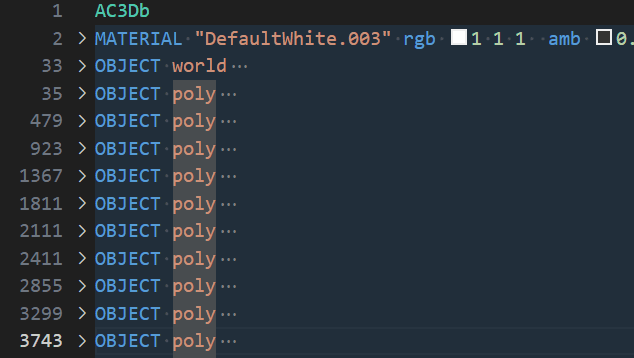 1 AC3Db
2 > MATERIAL "DefaultWhite.003" rgb 1 1 1 amb 0.
33 > OBJECT world ···
35 > OBJECT poly ···
479 > OBJECT poly ···
923 > OBJECT poly ···
1367 > OBJECT poly ···
1811 > OBJECT poly ···
2111 > OBJECT poly ···
2411 > OBJECT poly ···
2855 > OBJECT poly ···
3299 > OBJECT poly ···
3743 > OBJECT poly ···